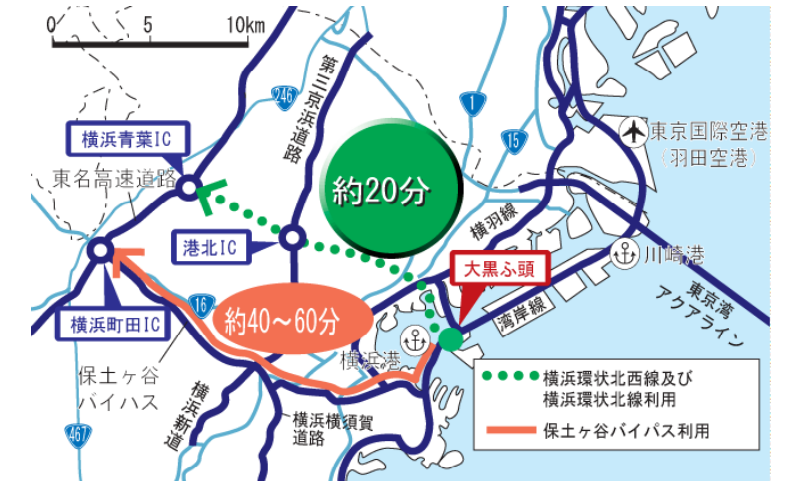 0 5 10km
246
第三京浜道路
1
15
横浜青葉IC
東名高速道路
約20分
東京国際空港
(羽田空港)
港北IC
横羽線
川崎港
大黒ふ頭
東京湾
アクアライン
湾岸線
16
約40～60分
横浜町田IC
横浜港
保土ヶ谷
バイパス
横浜新道
横浜横須賀
道路
467
横浜環状北西線及び
横浜環状北線利用
保土ヶ谷バイパス利用